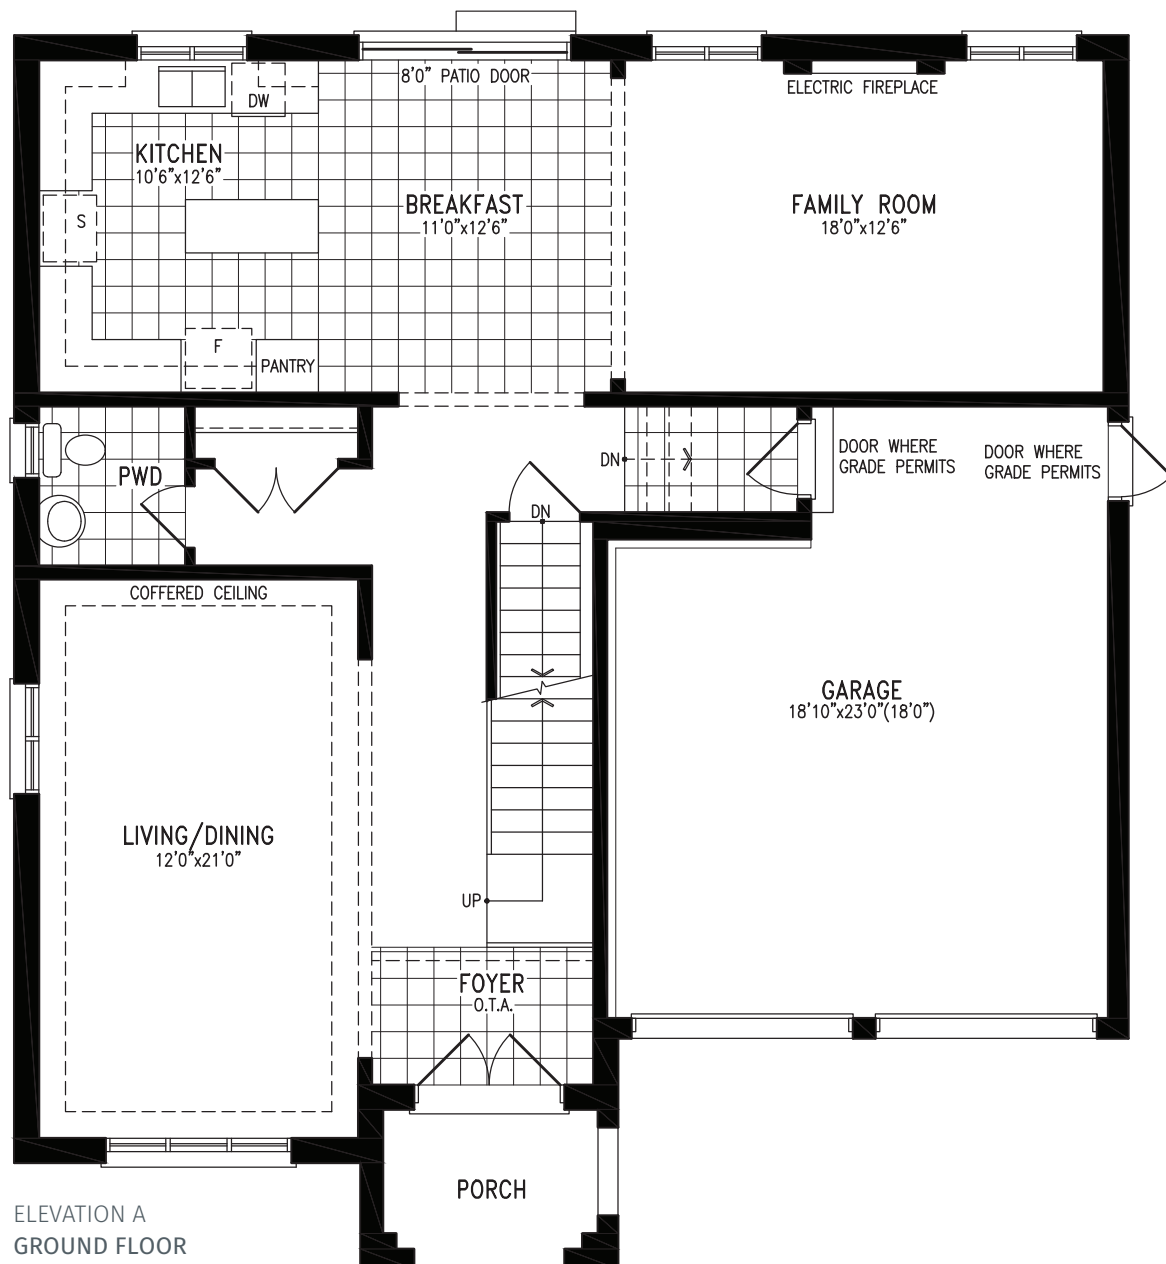 8'0" PATIO DOOR
ELECTRIC FIREPLACE
DW
KITCHEN
10'6"x12'6"
BREAKFAST
11'0"x12'6"
FAMILY ROOM
18'0"x12'6"
S
F
PANTRY
PWD
DN
DOOR WHERE
GRADE PERMITS
DOOR WHERE
GRADE PERMITS
DN
COFFERED CEILING
GARAGE
18'10"x23'0"(18'0")
LIVING/DINING
12'0"x21'0"
UP
FOYER
O.T.A.
PORCH
ELEVATION A
GROUND FLOOR